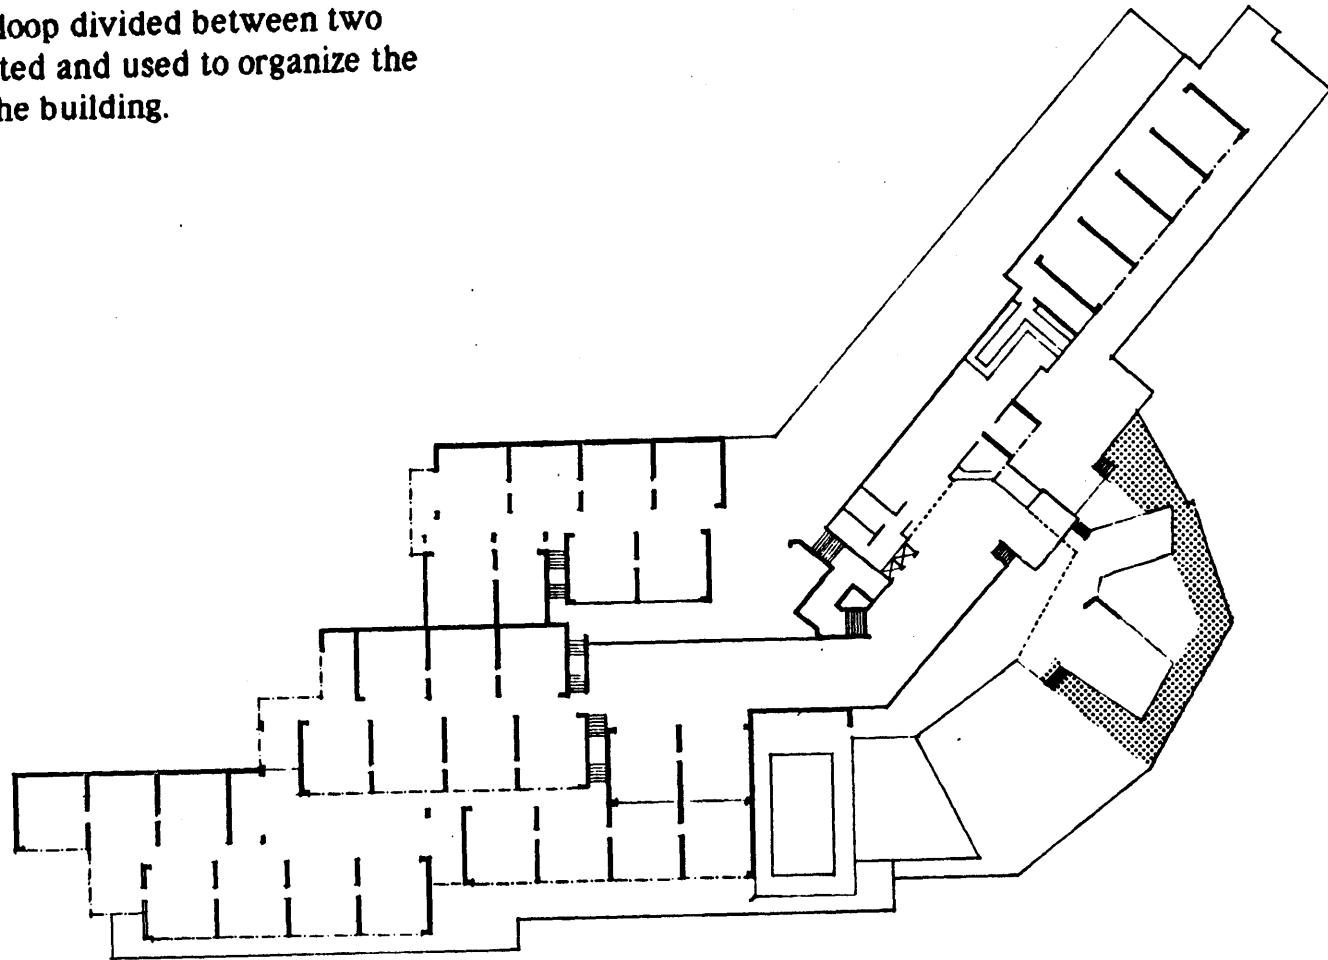 loop divided between two
ted and used to organize the
he building.